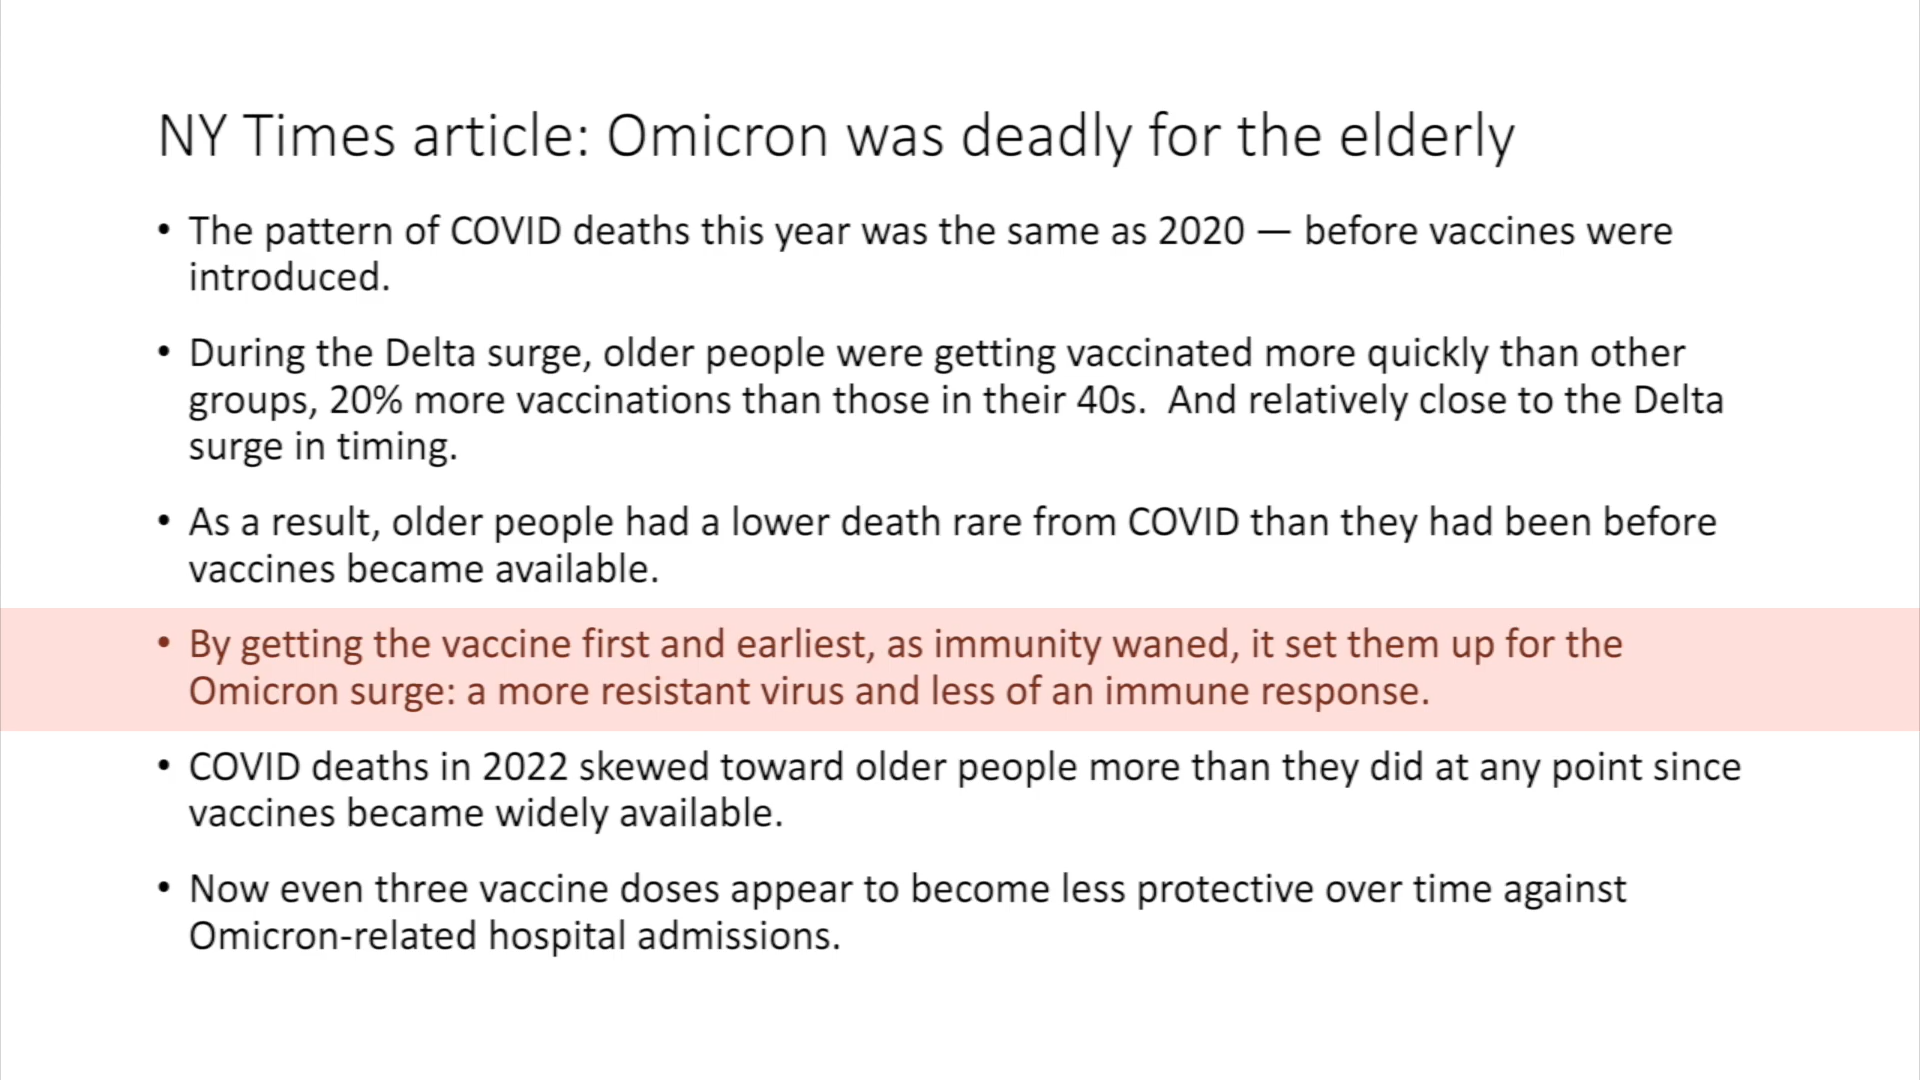 NY Times article: Omicron was deadly for the elderly
• The pattern of COVID deaths this year was the same as 2020 — before vaccines were
introduced.
• During the Delta surge, older people were getting vaccinated more quickly than other
groups, 20% more vaccinations than those in their 40s.  And relatively close to the Delta
surge in timing.
• As a result, older people had a lower death rare from COVID than they had been before
vaccines became available.
• By getting the vaccine first and earliest, as immunity waned, it set them up for the
Omicron surge: a more resistant virus and less of an immune response.
• COVID deaths in 2022 skewed toward older people more than they did at any point since
vaccines became widely available.
• Now even three vaccine doses appear to become less protective over time against
Omicron-related hospital admissions.